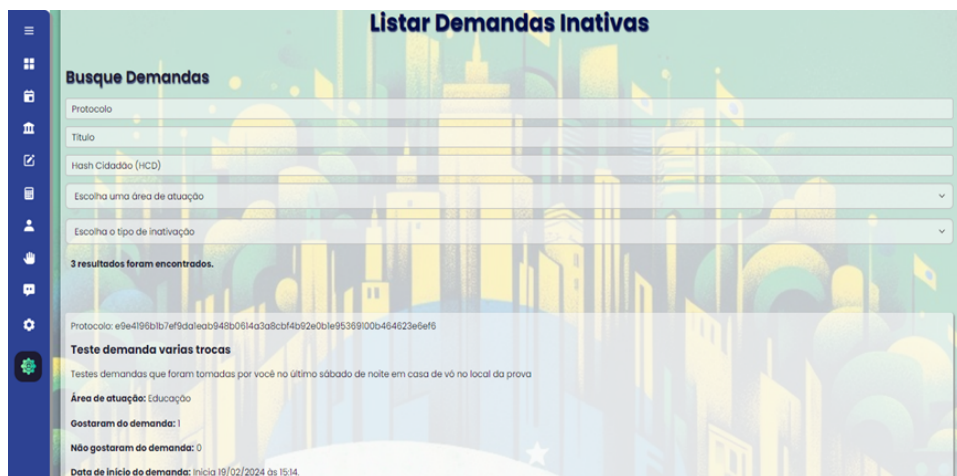 Listar Demandas Inativas
Busque Demandas
Protocolo
Título
Hash Cidadão (HCD)
Escolha uma área de atuação
Escolha o tipo de inativação
3 resultados foram encontrados.
Protocolo: e9e4196b1b7ef9da1eab948b0614a3a8cbf4b92e0b1e95369100b464623e6ef6
Teste demanda varias trocas
Testes demandas que foram tomadas por você no último sábado de noite em casa de vó no local da prova
Área de atuação: Educação
Gostaram do demanda: 1
Não gostaram do demanda: 0
Data de início do demanda: Inicia 19/02/2024 às 15:14.